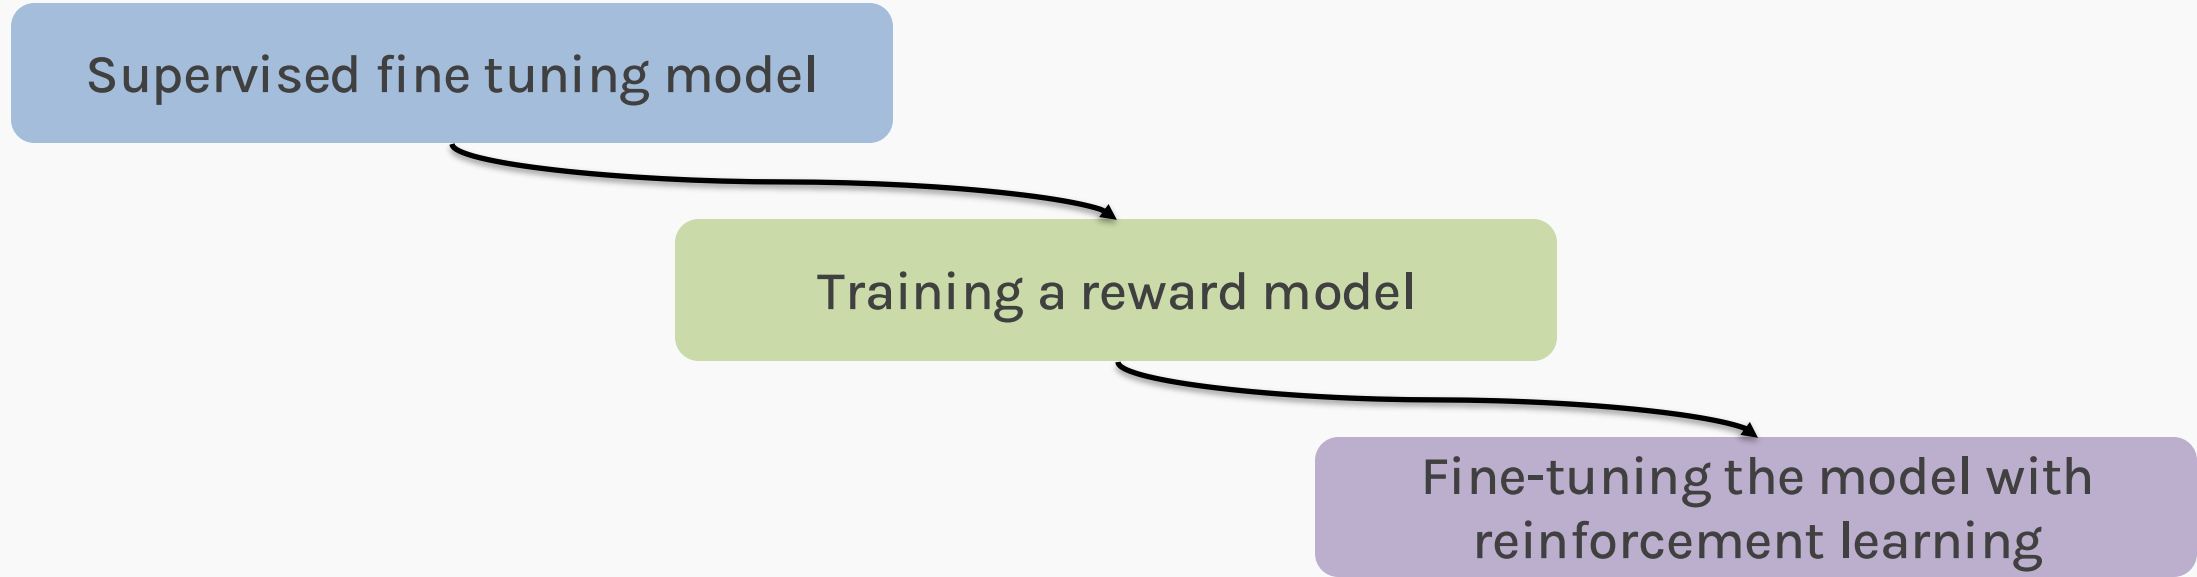 Supervised fine tuning model
Training a reward model
Fine-tuning the model with
reinforcement learning